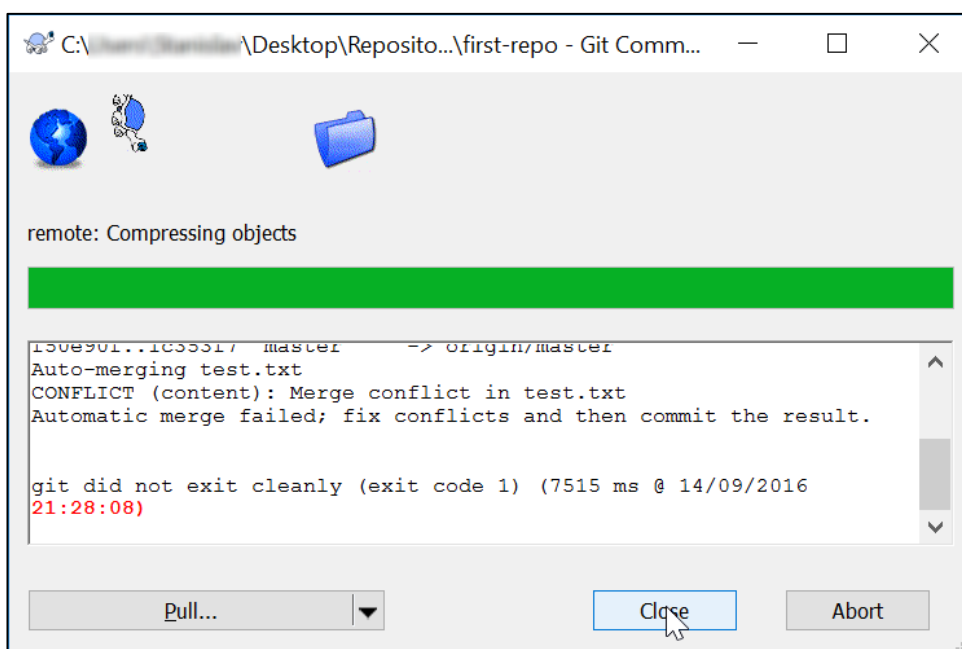 C:\ \Desktop\Reposito...\first-repo - Git Comm...
remote: Compressing objects
master -> origin/master
Auto-merging test.txt
CONFLICT (content): Merge conflict in test.txt
Automatic merge failed; fix conflicts and then commit the result.
git did not exit cleanly (exit code 1) (7515 ms @ 14/09/2016
21:28:08)
Pull...
Close
Abort